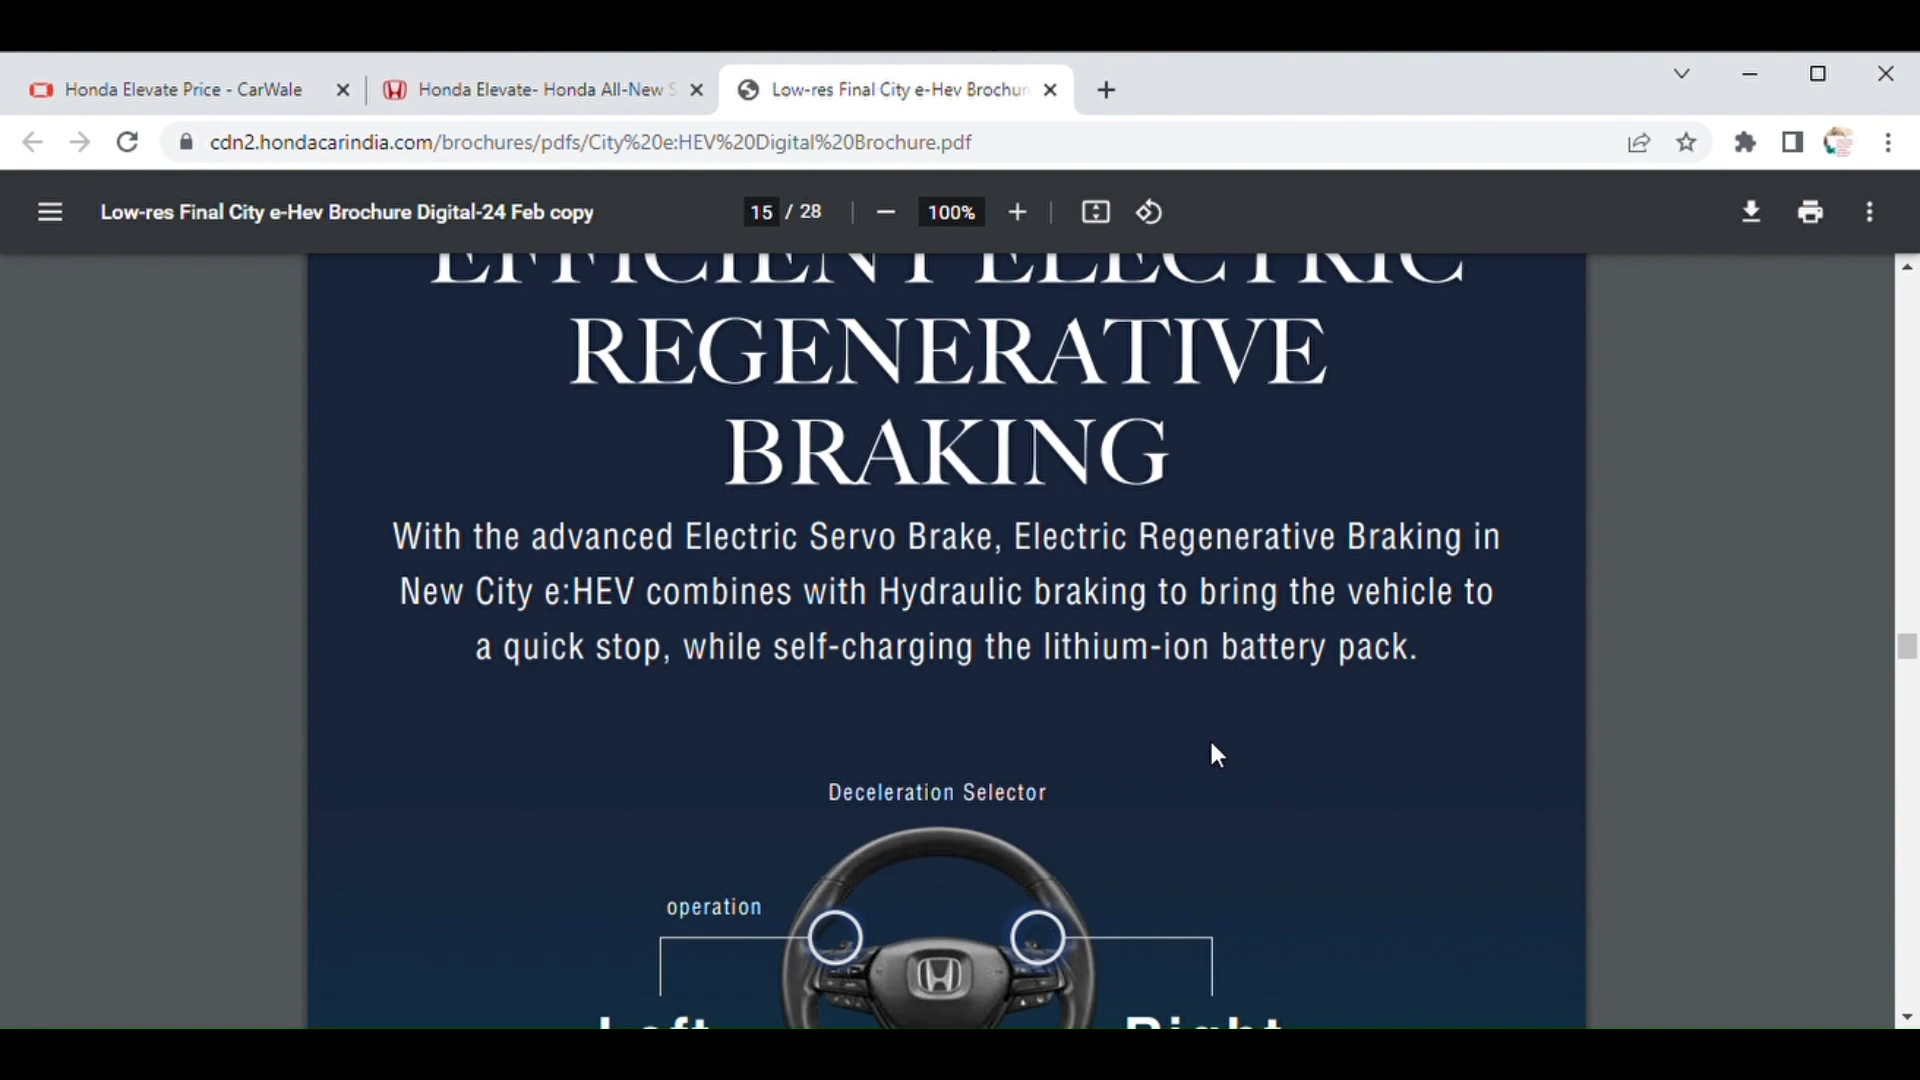 Honda Elevate Price - CarWale
Honda Elevate- Honda All-New S
Low-res Final City e-Hev Brochur
cdn2.hondacarindia.com/brochures/pdfs/City%20e:HEV%20Digital%20Brochure.pdf
Low-res Final City e-Hev Brochure Digital-24 Feb copy
15 / 28
100%
EFFICIENT ELECTRIC
REGENERATIVE
BRAKING
With the advanced Electric Servo Brake, Electric Regenerative Braking in
New City e:HEV combines with Hydraulic braking to bring the vehicle to
a quick stop, while self-charging the lithium-ion battery pack.
Deceleration Selector
operation
Left
Right